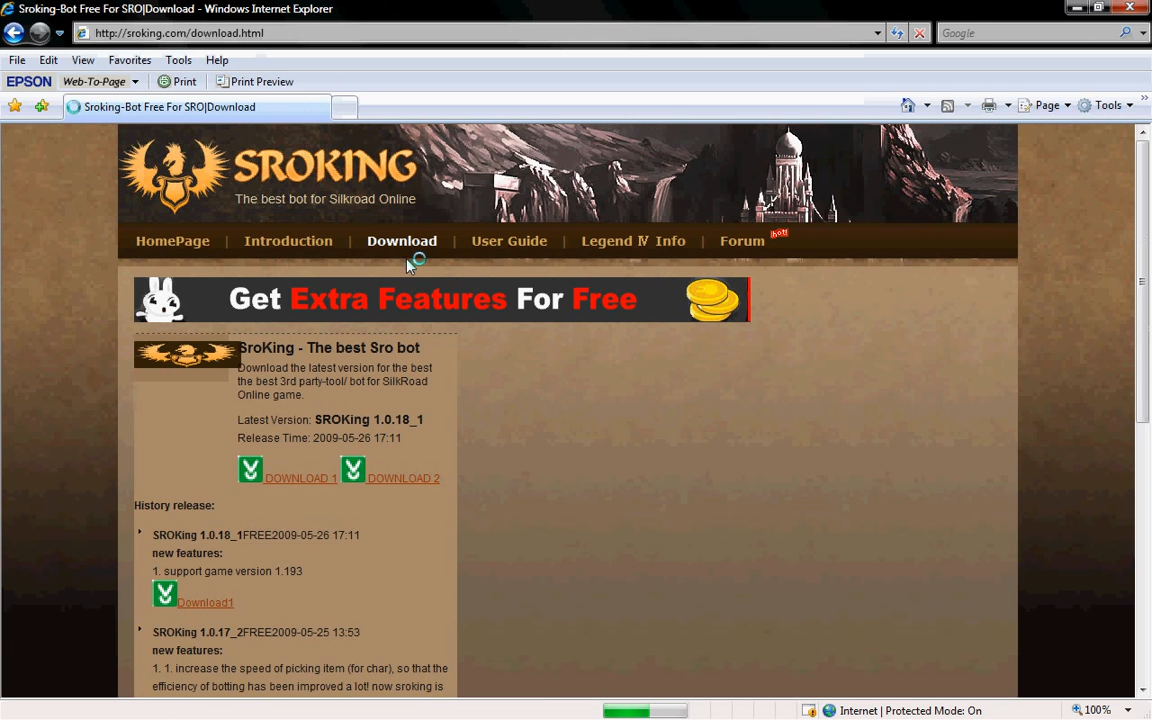 Sroking-Bot Free For SRO|Download - Windows Internet Explorer
http://sroking.com/download.html
Google
File Edit View Favorites Tools Help
EPSON Web-To-Page Print Print Preview
Sroking-Bot Free For SRO|Download
Page Tools
SROKING
The best bot for Silkroad Online
HomePage | Introduction | Download | User Guide | Legend Ⅳ Info | Forum hot!
Get Extra Features For Free
SroKing - The best Sro bot
Download the latest version for the best
the best 3rd party-tool/ bot for SilkRoad
Online game.
Latest Version: SROKing 1.0.18_1
Release Time: 2009-05-26 17:11
DOWNLOAD 1 DOWNLOAD 2
History release:
SROKing 1.0.18_1FREE2009-05-26 17:11
new features:
1. support game version 1.193
Download1
SROKing 1.0.17_2FREE2009-05-25 13:53
new features:
1. 1. increase the speed of picking item (for char), so that the
efficiency of botting has been improved a lot! now sroking is
Internet | Protected Mode: On
100%